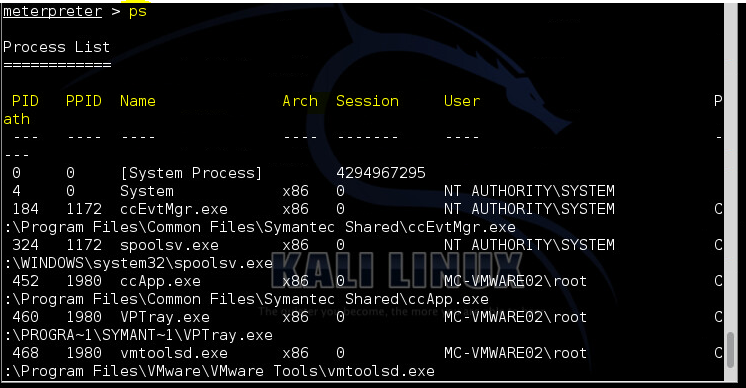 meterpreter > ps
Process List
============
PID PPID Name Arch Session User P
ath
--- ---- ---- ---- ------- ---- -
---
0 0 [System Process] 4294967295
4 0 System x86 0 NT AUTHORITY\SYSTEM
184 1172 ccEvtMgr.exe x86 0 NT AUTHORITY\SYSTEM C
:\Program Files\Common Files\Symantec Shared\ccEvtMgr.exe
324 1172 spoolsv.exe x86 0 NT AUTHORITY\SYSTEM C
:\WINDOWS\system32\spoolsv.exe
KALI LINUX
452 1980 ccApp.exe x86 0 MC-VMWARE02\root C
:\Program Files\Common Files\Symantec Shared\ccApp.exe
460 1980 VPTray.exe x86 0 MC-VMWARE02\root C
:\PROGRA~1\SYMANT~1\VPTray.exe
468 1980 vmtoolsd.exe x86 0 MC-VMWARE02\root C
:\Program Files\VMware\VMware Tools\vmtoolsd.exe